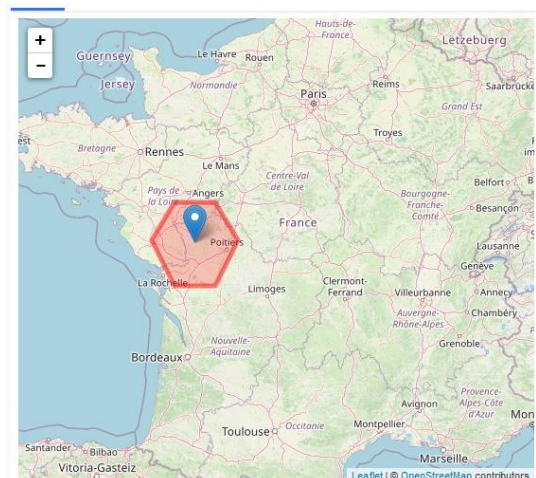 +
−
Hauts-de-
France
Lëtzebuerg
Guernsey
Le Havre
Rouen
Jersey
Normandie
Paris
Reims
Saarbrücke
Grand Est
Troyes
Bretagne
Rennes
Le Mans
Centre-Val
de Loire
Pays de
la Loi
Angers
Belfort
Bourgogne-
Franche-
Comté
Besançon
France
Poitiers
Lausanne
Genève
La Rochelle
Limoges
Clermont-
Ferrand
Villeurbanne
Annecy
Auvergne-
Rhône-Alpes
Chambéry
Grenoble
Nouvelle-
Aquitaine
Bordeaux
Provence-
Alpes-Côte
d'Azur
Avignon
Mon
Toulouse
Occitanie
Montpellier
Santander
Bilbao
Marseille
Vitoria-Gasteiz
Leaflet | © OpenStreetMap contributors